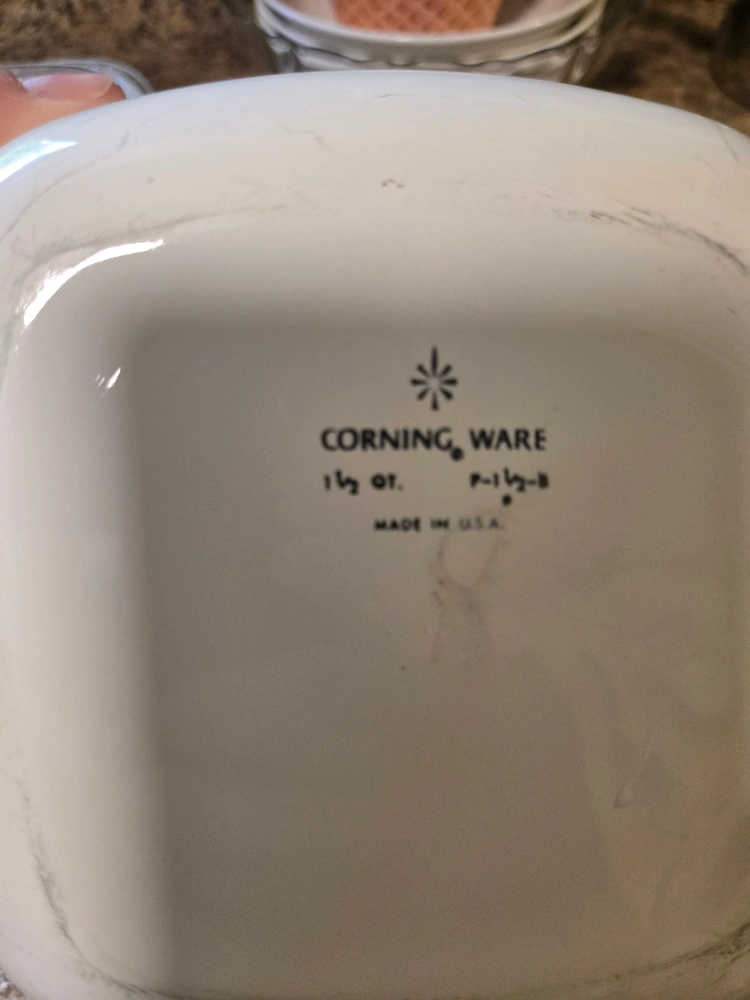 CORNING® WARE
1½ QT. P-1½-B
MADE IN U.S.A.